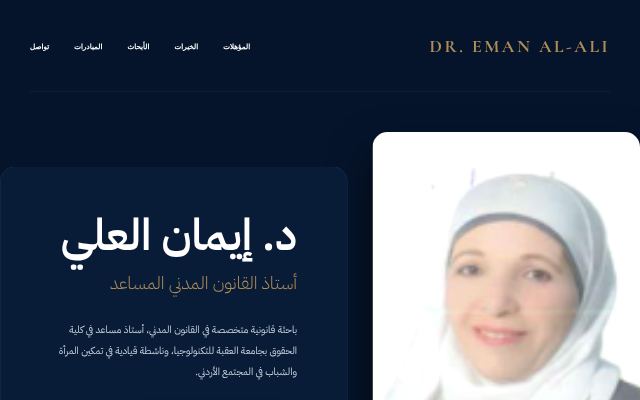 DR. EMAN AL-ALI
المؤهلات
الخبرات
الأبحاث
المبادرات
تواصل
د. إيمان العلي
أستاذ القانون المدني المساعد
باحثة قانونية متخصصة في القانون المدني، أستاذ مساعد في كلية
الحقوق بجامعة العقبة للتكنولوجيا، وناشطة قيادية في تمكين المرأة
والشباب في المجتمع الأردني.